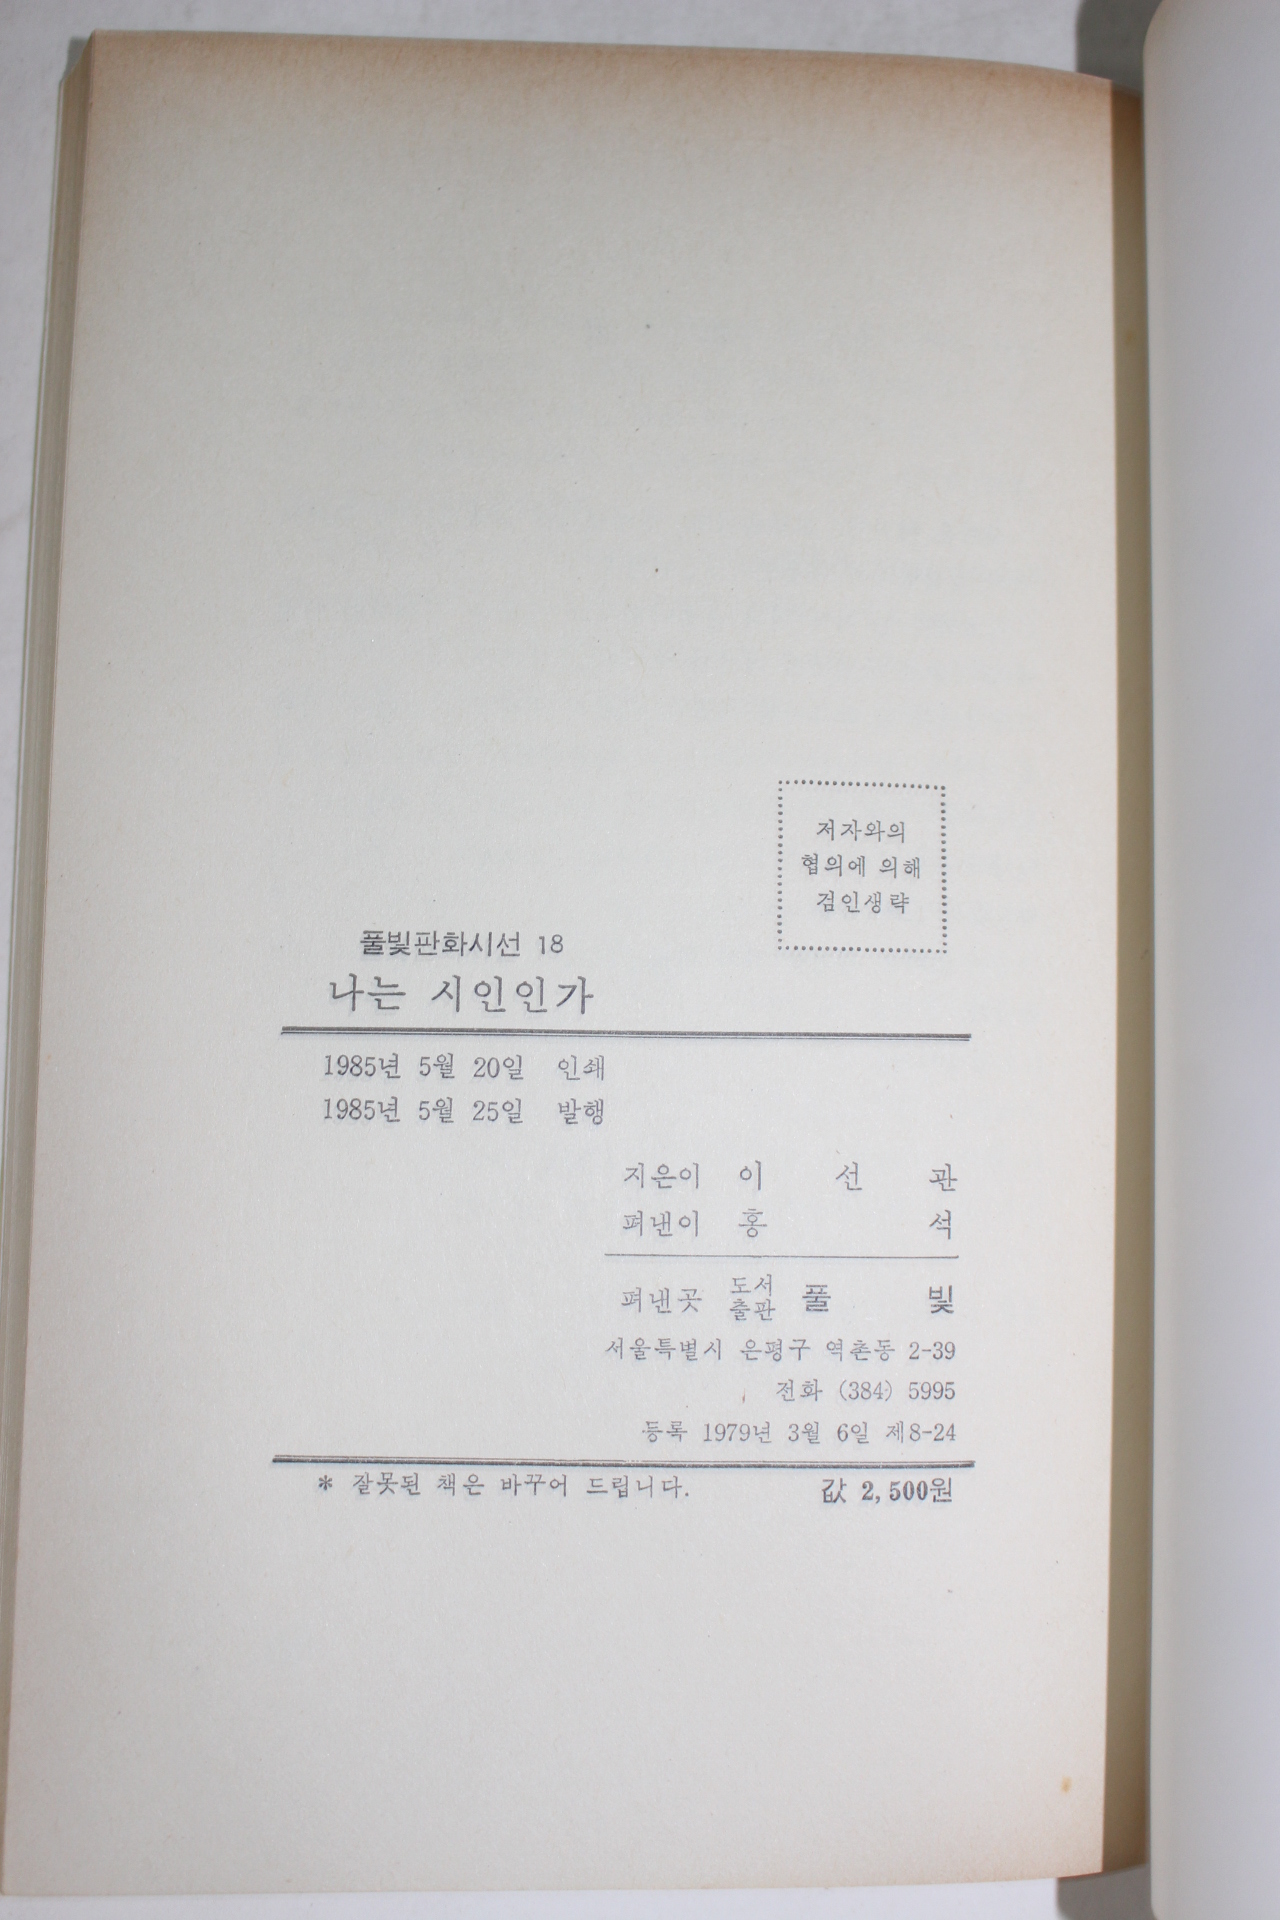 저자와의
협의에 의해
검인생략
풀빛판화시선 18
나는 시인인가
1985년 5월 20일 인쇄
1985년 5월 25일 발행
지은이 이 선 관
펴낸이 홍 석
펴낸곳 도서출판 풀 빛
서울특별시 은평구 역촌동 2-39
전화 (384) 5995
등록 1979년 3월 6일 제8-24
* 잘못된 책은 바꾸어 드립니다. 값 2,500원